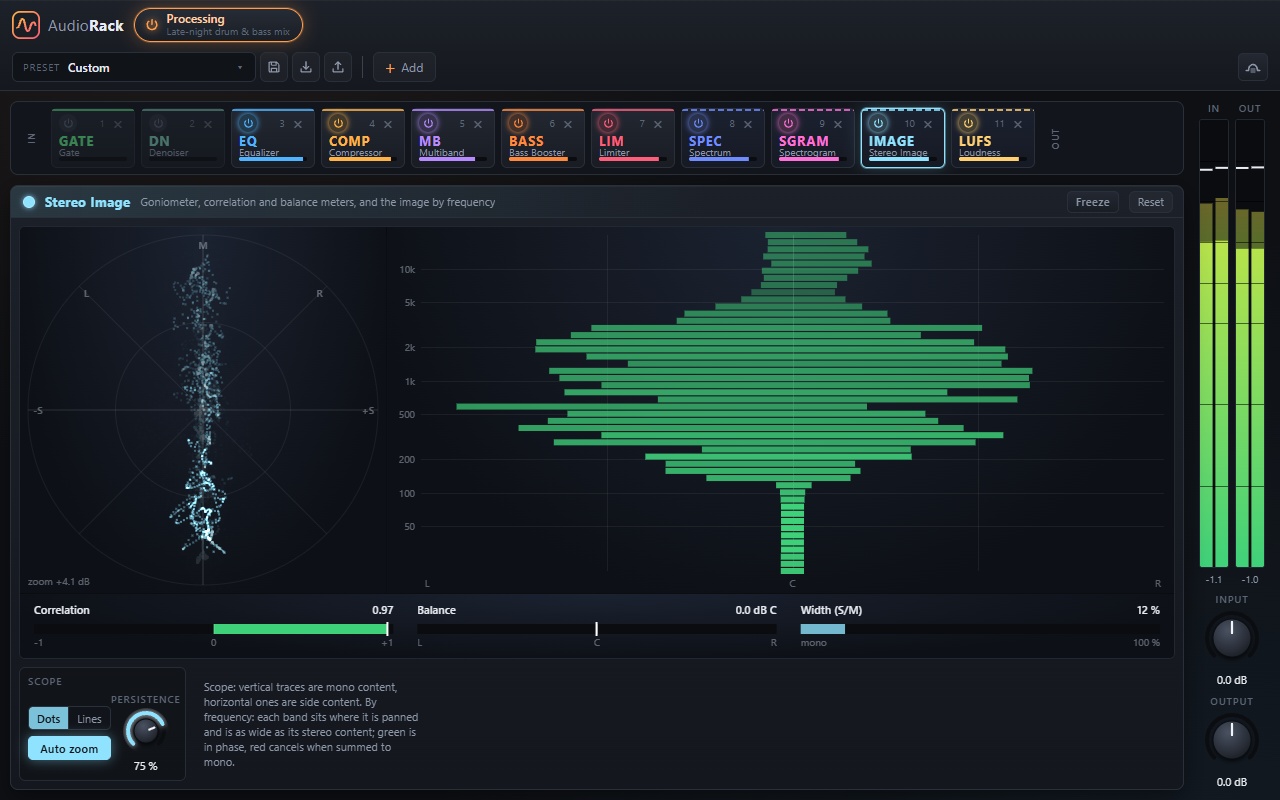 AudioRack
Processing
Late-night drum & bass mix
PRESET Custom
+ Add
IN
1 ×
GATE
Gate
2 ×
DN
Denoiser
3 ×
EQ
Equalizer
4 ×
COMP
Compressor
5 ×
MB
Multiband
6 ×
BASS
Bass Booster
7 ×
LIM
Limiter
8 ×
SPEC
Spectrum
9 ×
SGRAM
Spectrogram
10 ×
IMAGE
Stereo Image
11 ×
LUFS
Loudness
OUT
IN OUT
Stereo Image Goniometer, correlation and balance meters, and the image by frequency
Freeze Reset
M
L R
-S +S
zoom +4.1 dB
10k
5k
2k
1k
500
200
100
50
L C R
Correlation 0.97
-1 0 +1
Balance 0.0 dB C
L C R
Width (S/M) 12 %
mono 100 %
SCOPE
Dots Lines
Auto zoom
PERSISTENCE
75 %
Scope: vertical traces are mono content,
horizontal ones are side content. By
frequency: each band sits where it is panned
and is as wide as its stereo content; green is
in phase, red cancels when summed to
mono.
-1.1 -1.0
INPUT
0.0 dB
OUTPUT
0.0 dB